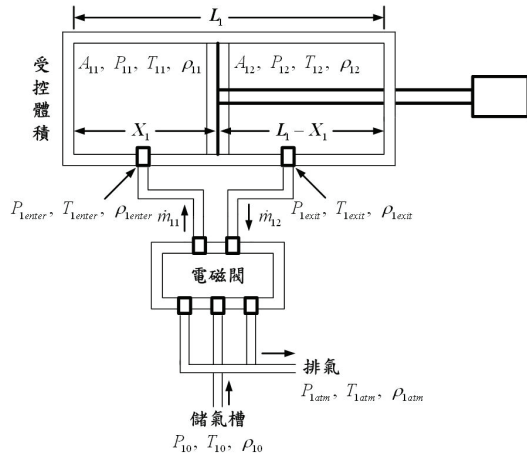 L₁
受控體積
A₁₁, P₁₁, T₁₁, ρ₁₁
A₁₂, P₁₂, T₁₂, ρ₁₂
X₁
L₁ − X₁
P₁enter, T₁enter, ρ₁enter
ṁ₁₁
ṁ₁₂
P₁exit, T₁exit, ρ₁exit
電磁閥
排氣
P₁atm, T₁atm, ρ₁atm
儲氣槽
P₁₀, T₁₀, ρ₁₀